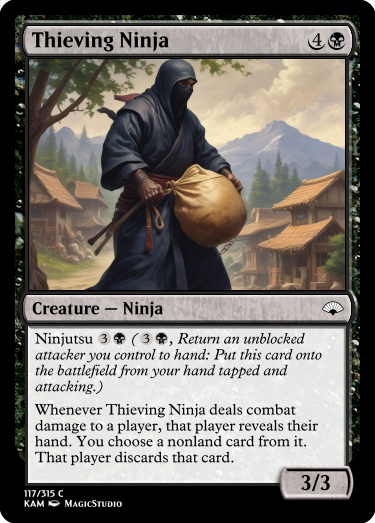 Thieving Ninja 4
Creature — Ninja
Ninjutsu 3 (3, Return an unblocked
attacker you control to hand: Put this card onto
the battlefield from your hand tapped and
attacking.)
Whenever Thieving Ninja deals combat
damage to a player, that player reveals their
hand. You choose a nonland card from it.
That player discards that card.
3/3
117/315 C
KAM MagicStudio